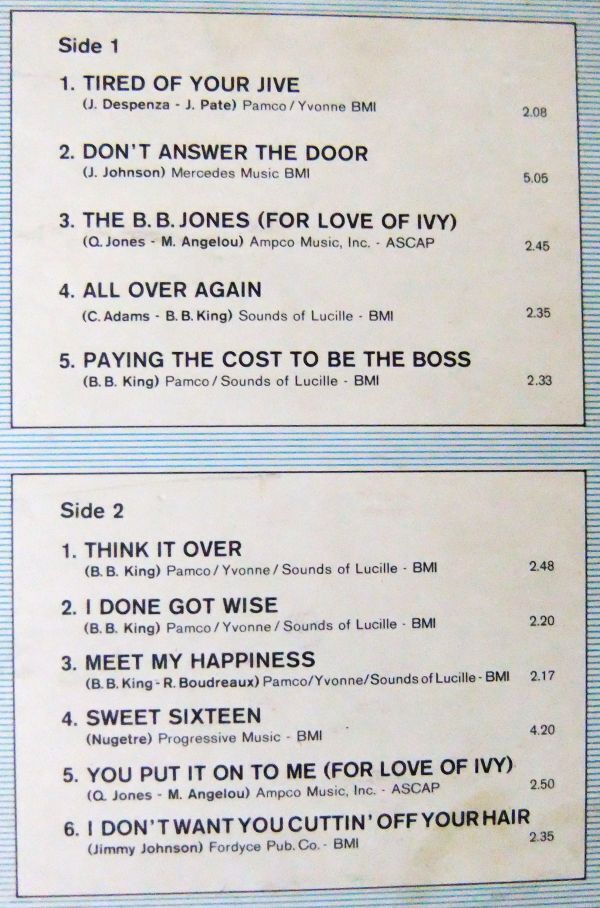 Side 1
1. TIRED OF YOUR JIVE
(J. Despenza - J. Pate) Pamco/Yvonne BMI 2.08
2. DON'T ANSWER THE DOOR
(J. Johnson) Mercedes Music BMI 5.05
3. THE B.B.JONES (FOR LOVE OF IVY)
(Q. Jones - M. Angelou) Ampco Music, Inc. - ASCAP 2.45
4. ALL OVER AGAIN
(C. Adams - B.B. King) Sounds of Lucille - BMI 2.35
5. PAYING THE COST TO BE THE BOSS
(B.B. King) Pamco/Sounds of Lucille - BMI 2.33
Side 2
1. THINK IT OVER
(B.B. King) Pamco/Yvonne/Sounds of Lucille - BMI 2.48
2. I DONE GOT WISE
(B.B. King) Pamco/Yvonne/Sounds of Lucille - BMI 2.20
3. MEET MY HAPPINESS
(B.B. King - R. Boudreaux) Pamco/Yvonne/Sounds of Lucille - BMI 2.17
4. SWEET SIXTEEN
(Nugetre) Progressive Music - BMI 4.20
5. YOU PUT IT ON TO ME (FOR LOVE OF IVY)
(Q. Jones - M. Angelou) Ampco Music, Inc. - ASCAP 2.50
6. I DON'T WANT YOU CUTTIN' OFF YOUR HAIR
(Jimmy Johnson) Fordyce Pub. Co. - BMI 2.35